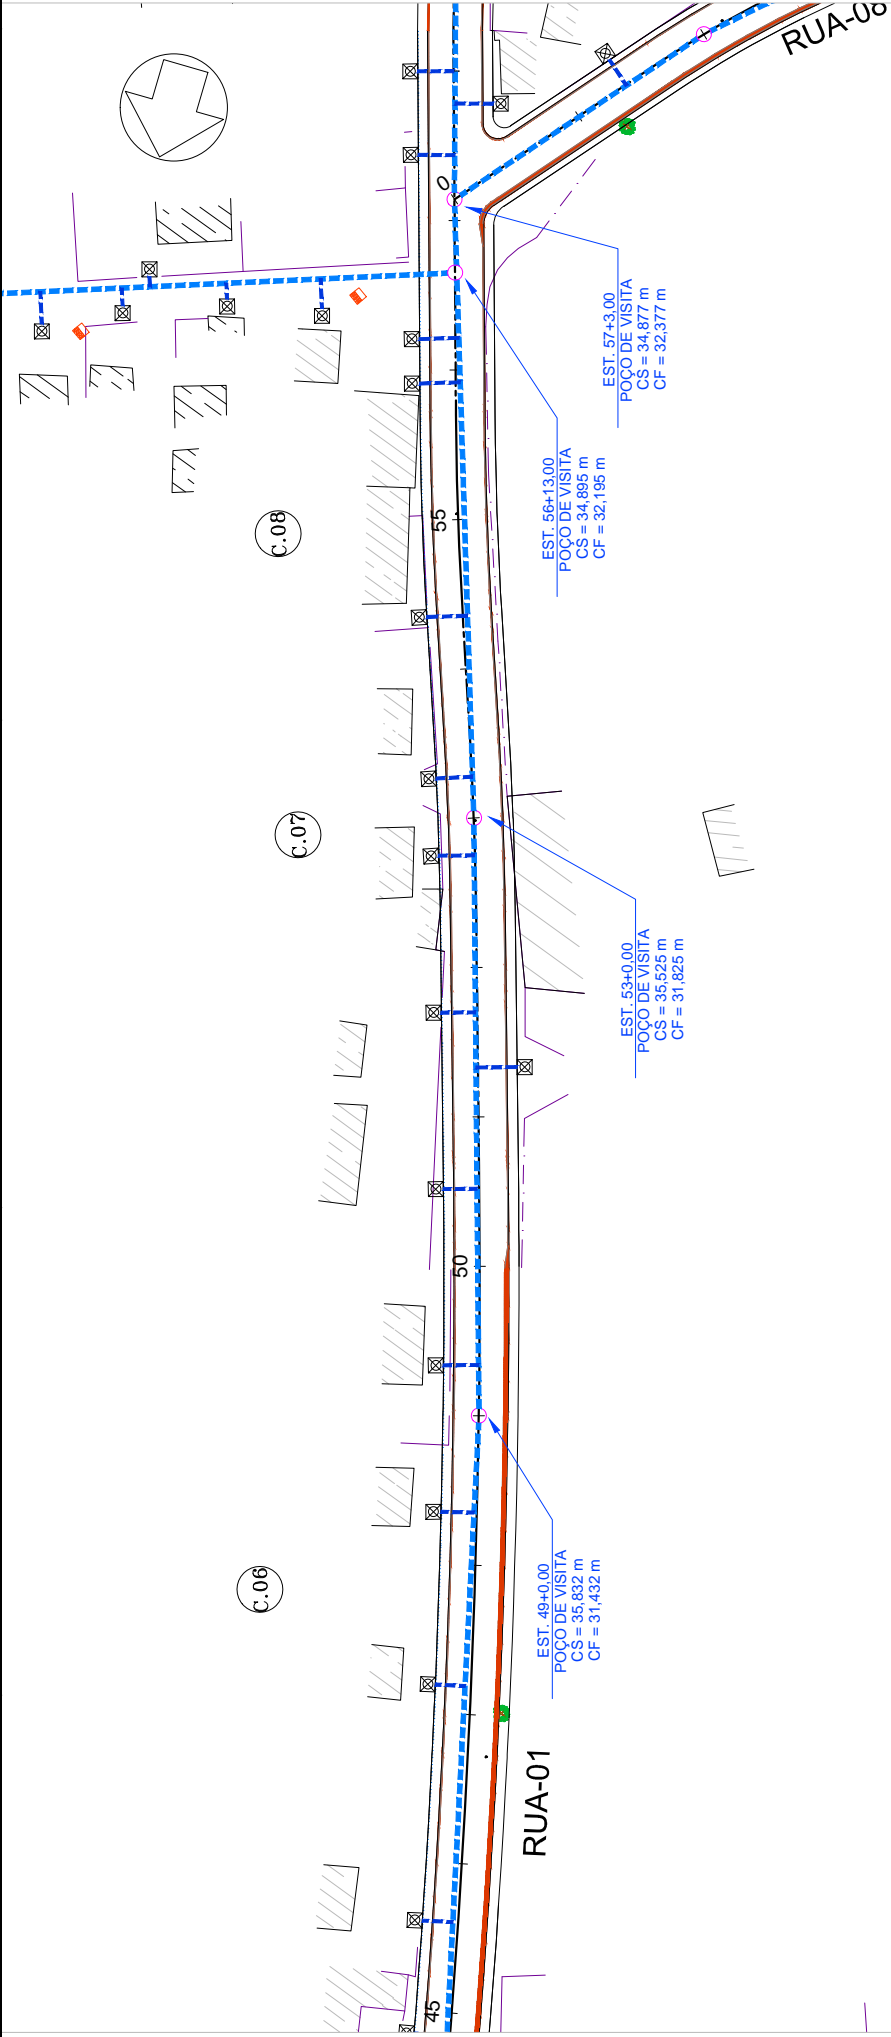 RUA-08
0
EST. 57+3,00
POÇO DE VISITA
CS = 34,877 m
CF = 32,377 m
EST. 56+13,00
POÇO DE VISITA
CS = 34,895 m
CF = 32,195 m
55
C.08
C.07
EST. 53+0,00
POÇO DE VISITA
CS = 35,525 m
CF = 31,825 m
50
EST. 49+0,00
POÇO DE VISITA
CS = 35,832 m
CF = 31,432 m
C.06
RUA-01
45